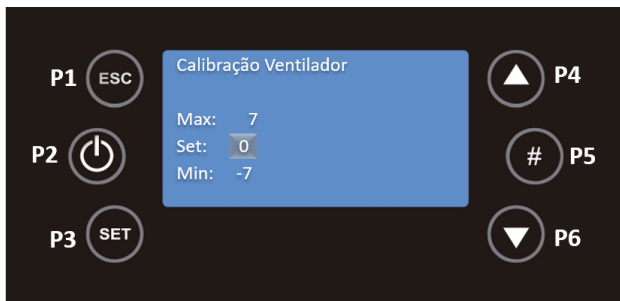 P1 ESC
Calibração Ventilador
P4
Max: 7
P2
Set: 0
# P5
Min: -7
P3 SET
P6